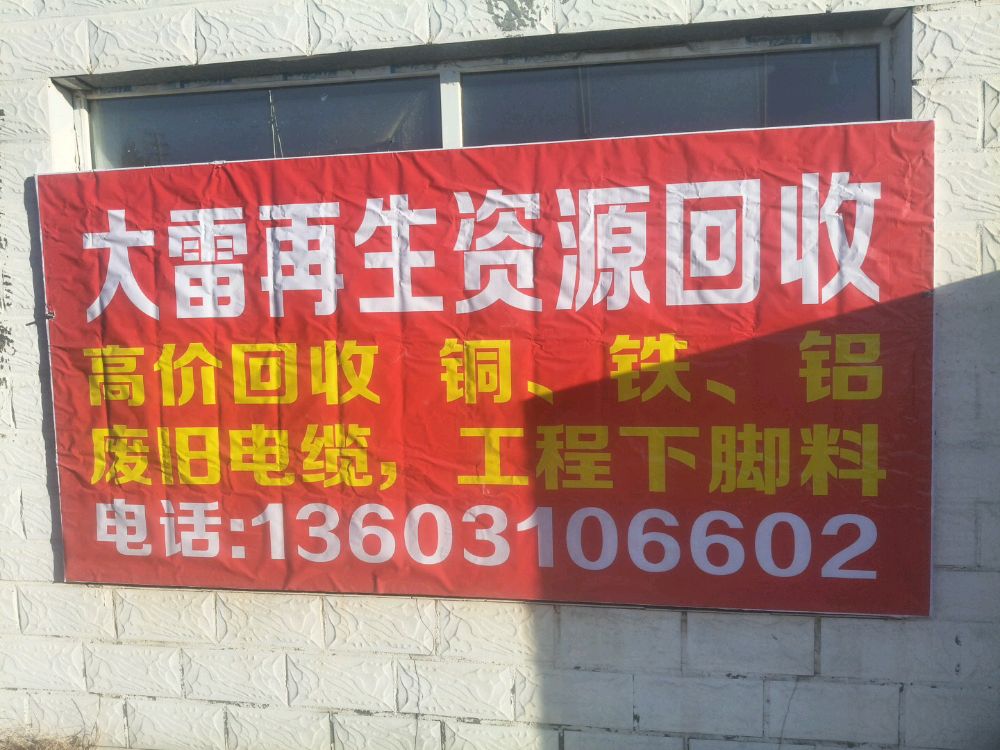 大雷再生资源回收
高价回收 铜、铁、铝
废旧电缆，工程下脚料
电话:13603106602